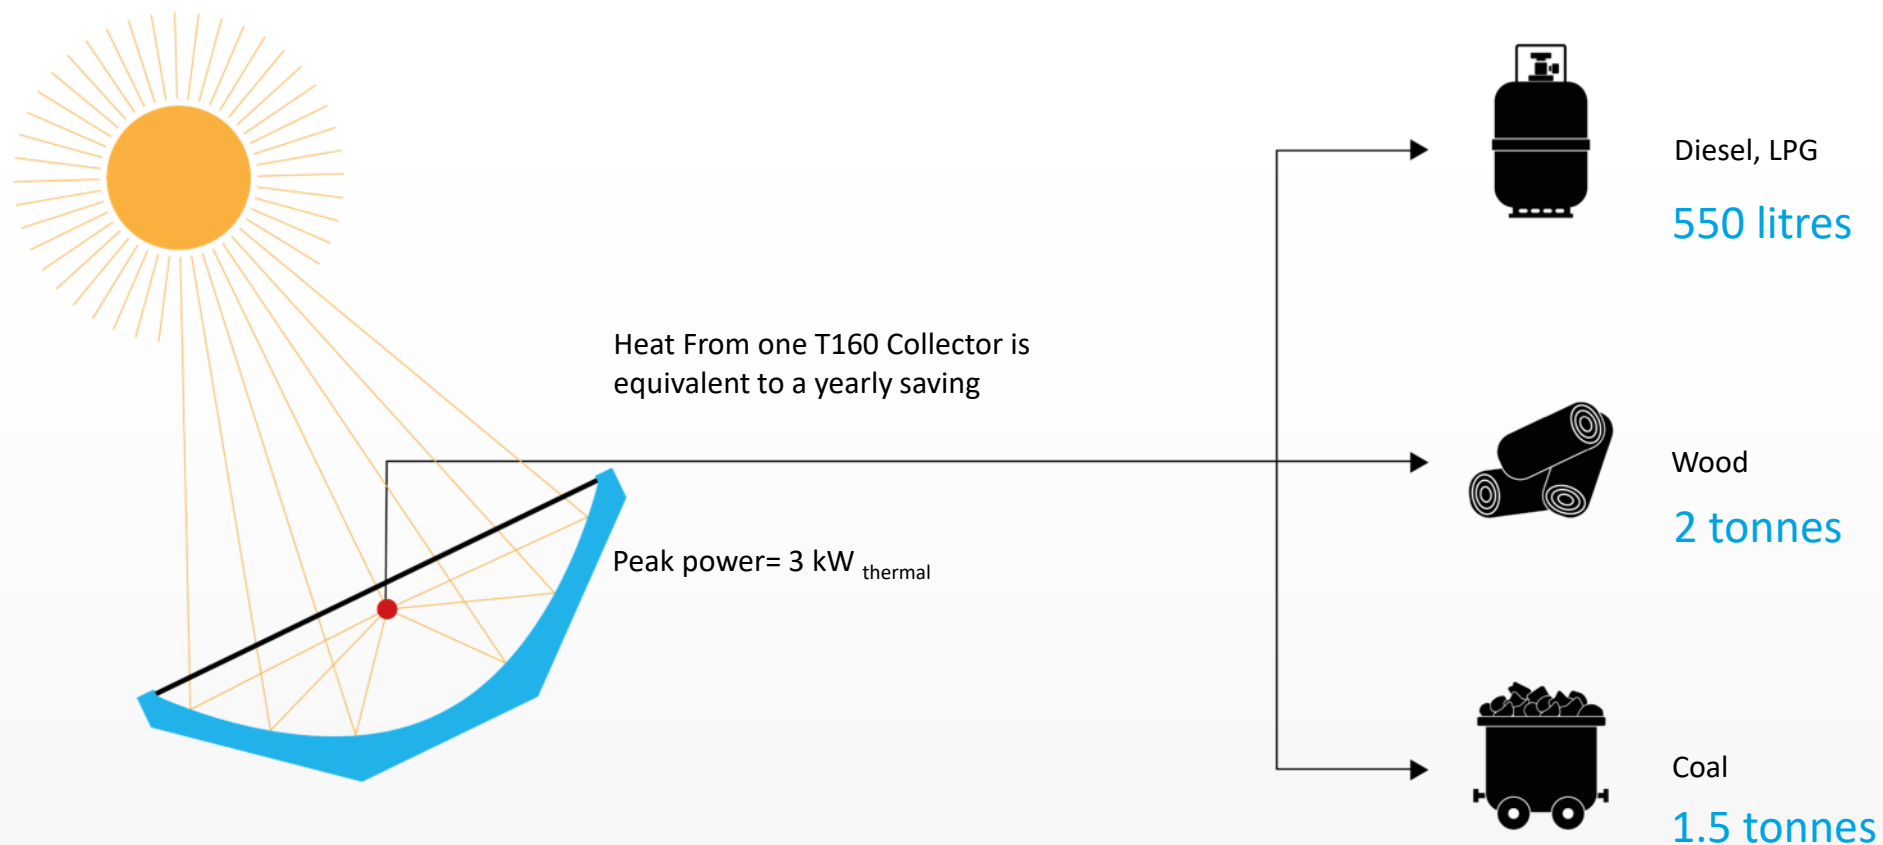 Heat From one T160 Collector is
equivalent to a yearly saving
Peak power= 3 kW thermal
Diesel, LPG
550 litres
Wood
2 tonnes
Coal
1.5 tonnes